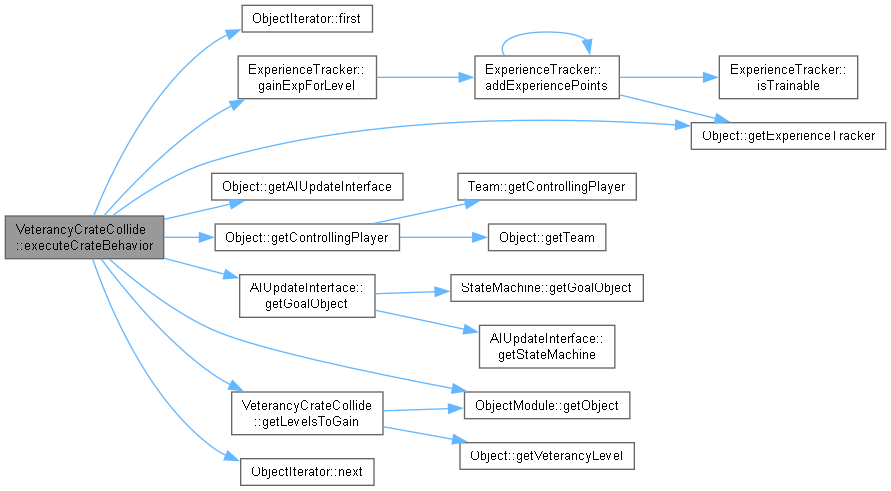 ObjectIterator::first
ExperienceTracker::
gainExpForLevel
ExperienceTracker::
addExperiencePoints
ExperienceTracker::
isTrainable
Object::getExperienceTracker
Object::getAIUpdateInterface
Team::getControllingPlayer
VeterancyCrateCollide
::executeCrateBehavior
Object::getControllingPlayer
Object::getTeam
AIUpdateInterface::
getGoalObject
StateMachine::getGoalObject
AIUpdateInterface::
getStateMachine
VeterancyCrateCollide
::getLevelsToGain
ObjectModule::getObject
Object::getVeterancyLevel
ObjectIterator::next